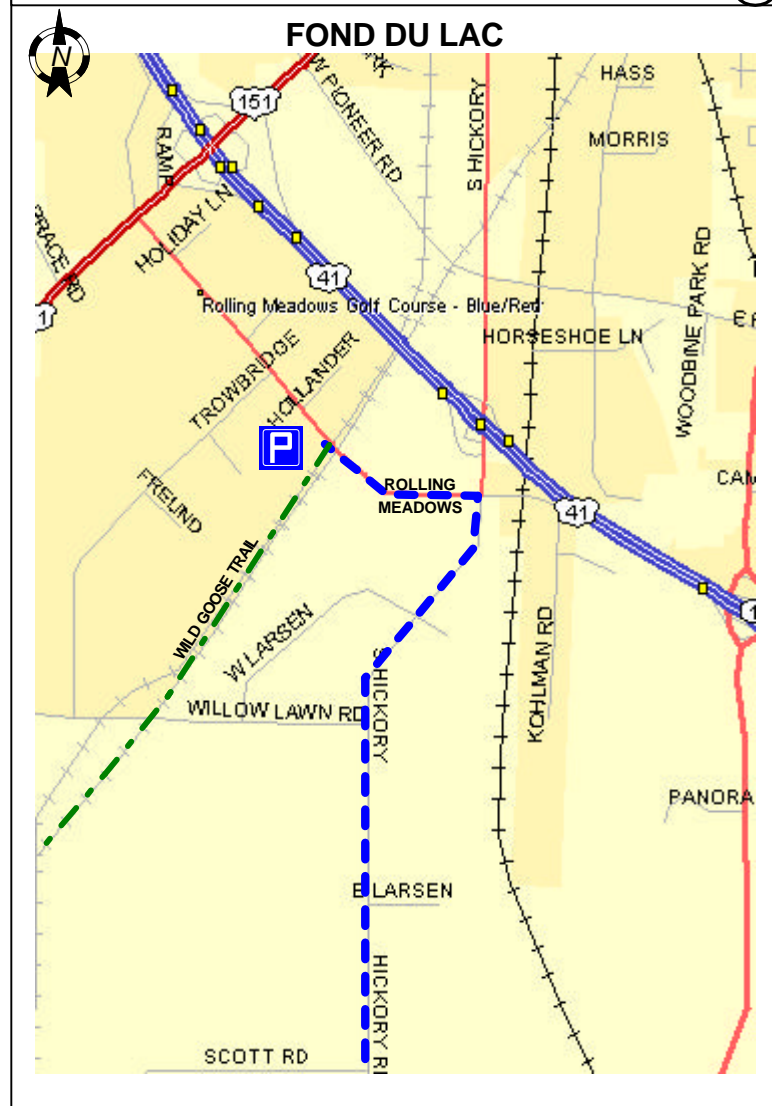 FOND DU LAC
N
HASS
151
W PIONEER RD
MORRIS
RAMP
S HICKORY
HOLIDAY LN
WOODBINE PARK RD
41
Rolling Meadows Golf Course - Blue/Red
HORSESHOE LN
TROWBRIDGE
HOLLANDER
P
ROLLING
MEADOWS
FREUND
41
WILD GOOSE TRAIL
W LARSEN
S HICKORY
KOHLMAN RD
WILLOW LAWN RD
PANORA
E LARSEN
HICKORY
SCOTT RD